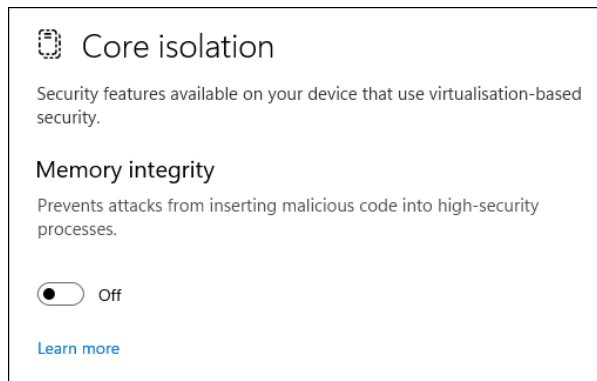 Core isolation
Security features available on your device that use virtualisation-based
security.
Memory integrity
Prevents attacks from inserting malicious code into high-security
processes.
Off
Learn more